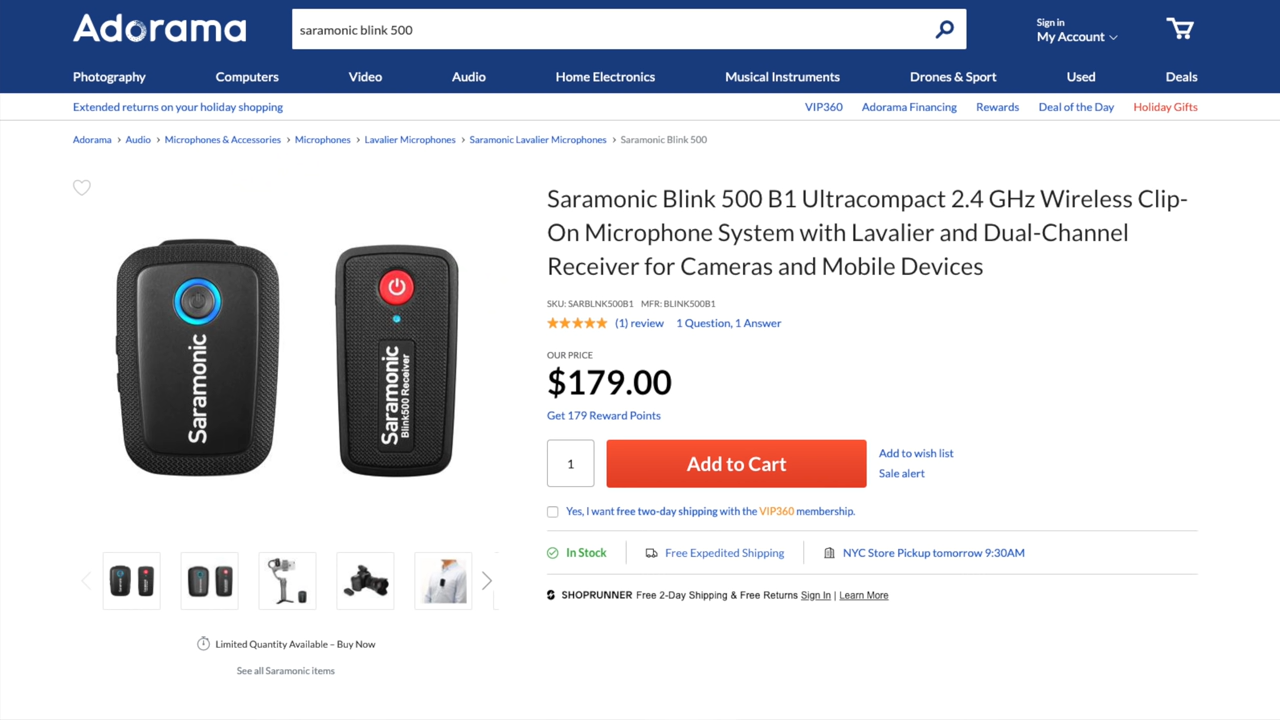 Adorama
saramonic blink 500
Sign in
My Account
Photography
Computers
Video
Audio
Home Electronics
Musical Instruments
Drones & Sport
Used
Deals
Extended returns on your holiday shopping
VIP360
Adorama Financing
Rewards
Deal of the Day
Holiday Gifts
Adorama > Audio > Microphones & Accessories > Microphones > Lavalier Microphones > Saramonic Lavalier Microphones > Saramonic Blink 500
Saramonic
Saramonic
Blink500 Receiver
Limited Quantity Available – Buy Now
See all Saramonic items
Saramonic Blink 500 B1 Ultracompact 2.4 GHz Wireless Clip-
On Microphone System with Lavalier and Dual-Channel
Receiver for Cameras and Mobile Devices
SKU: SARBLNK500B1 MFR: BLINK500B1
(1) review 1 Question, 1 Answer
OUR PRICE
$179.00
Get 179 Reward Points
1
Add to Cart
Add to wish list
Sale alert
Yes, I want free two-day shipping with the VIP360 membership.
In Stock
Free Expedited Shipping
NYC Store Pickup tomorrow 9:30AM
SHOPRUNNER Free 2-Day Shipping & Free Returns Sign In | Learn More